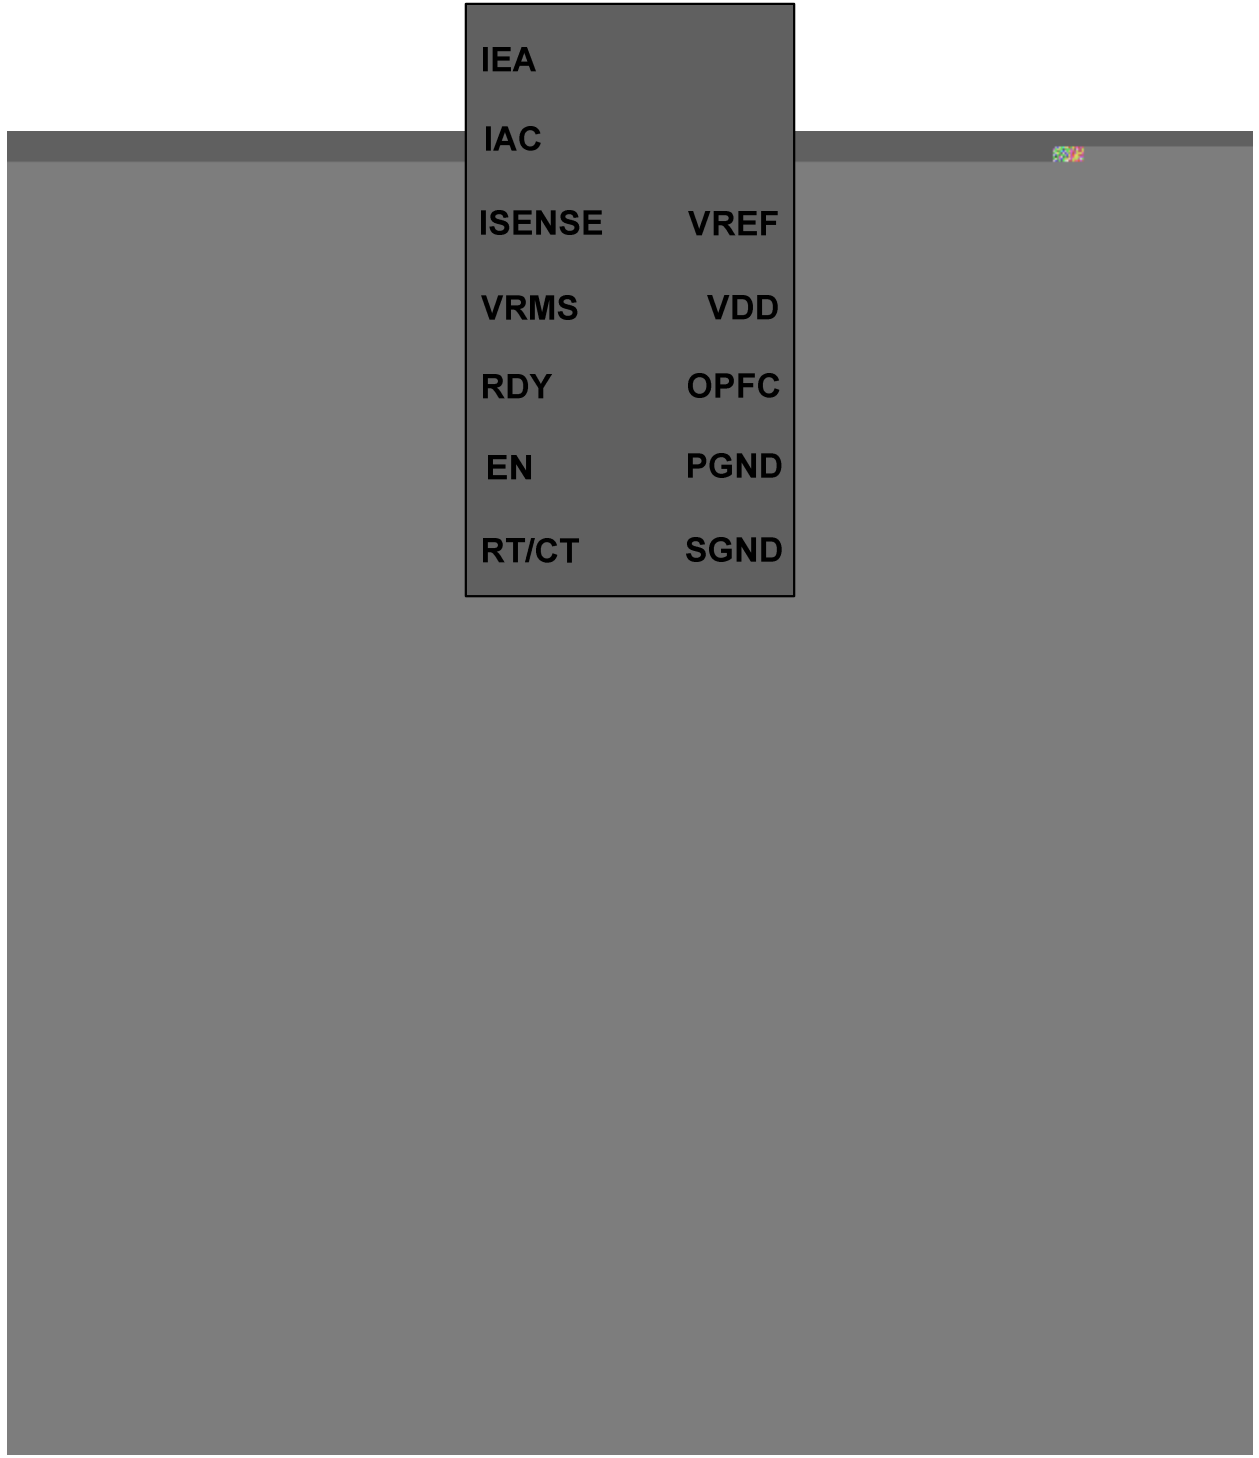 IEA
IAC
ISENSE VREF
VRMS VDD
RDY OPFC
EN PGND
RT/CT SGND